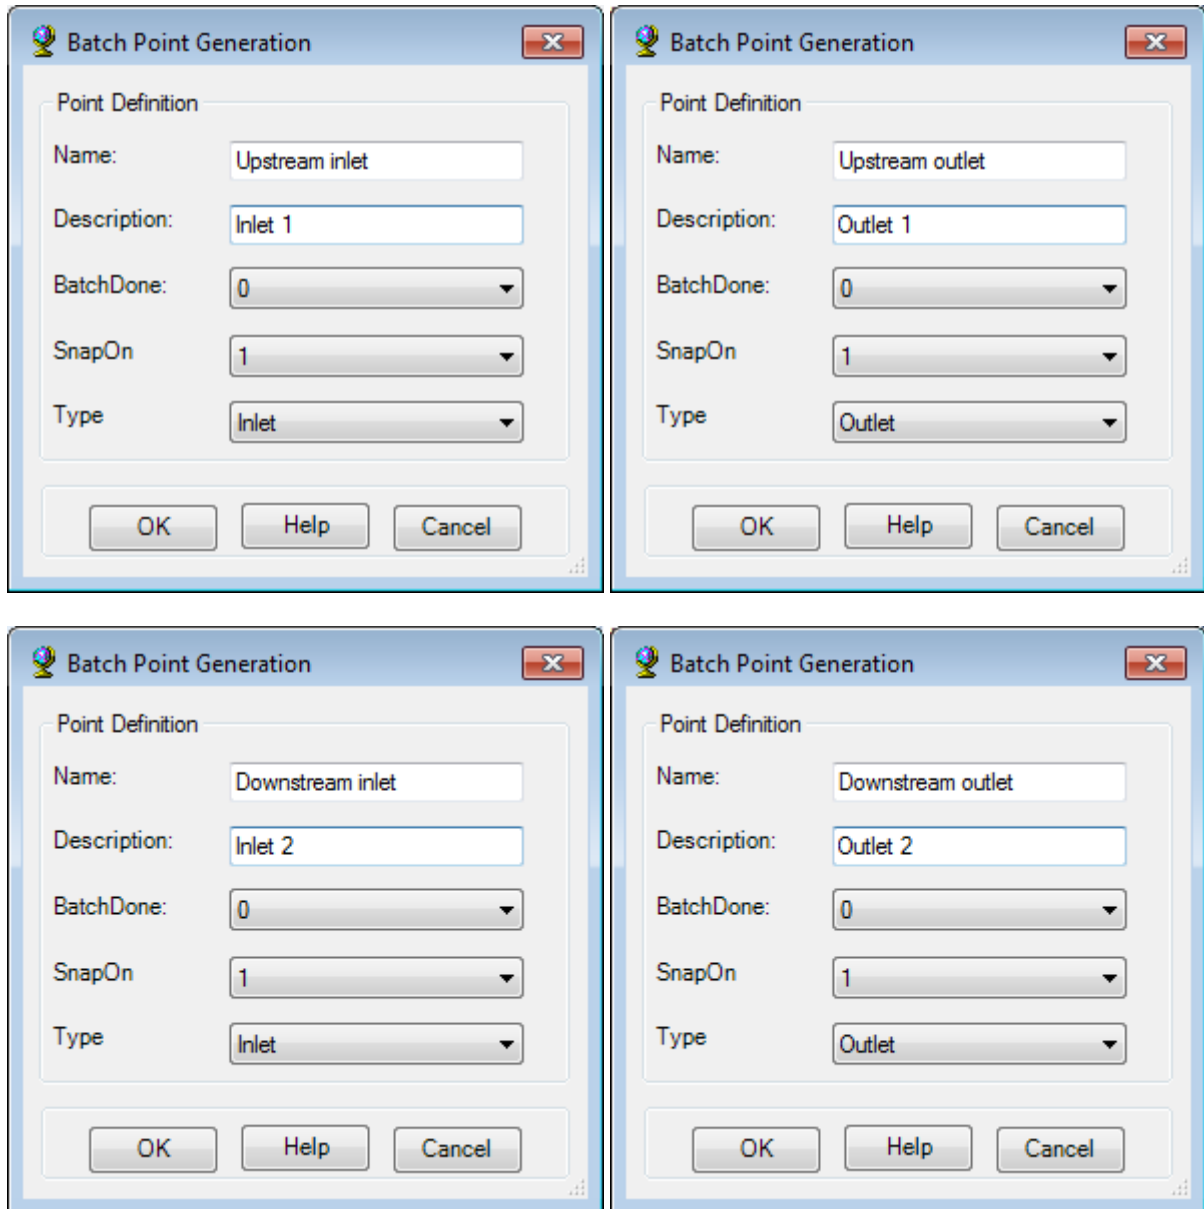 Batch Point Generation
Point Definition
Name: Upstream inlet
Description: Inlet 1
BatchDone: 0
SnapOn 1
Type Inlet
OK Help Cancel
Batch Point Generation
Point Definition
Name: Upstream outlet
Description: Outlet 1
BatchDone: 0
SnapOn 1
Type Outlet
OK Help Cancel
Batch Point Generation
Point Definition
Name: Downstream inlet
Description: Inlet 2
BatchDone: 0
SnapOn 1
Type Inlet
OK Help Cancel
Batch Point Generation
Point Definition
Name: Downstream outlet
Description: Outlet 2
BatchDone: 0
SnapOn 1
Type Outlet
OK Help Cancel